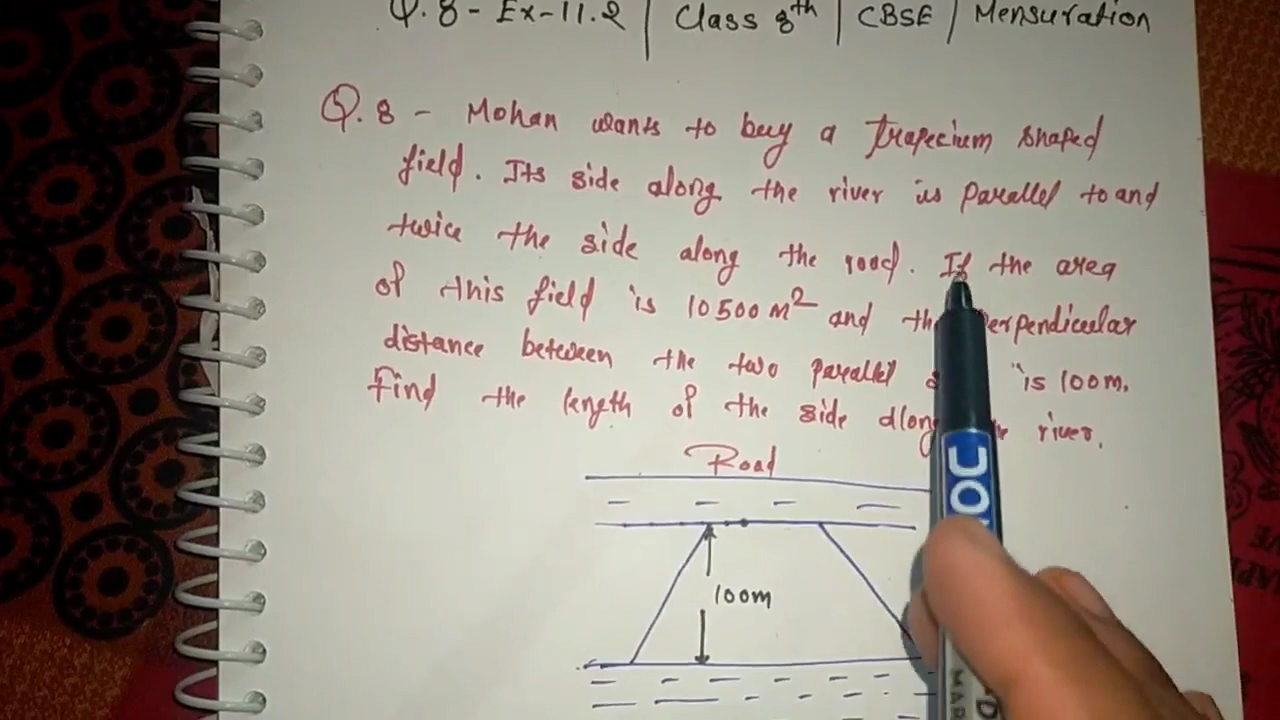 Q. 8 - Ex-11.2 | Class 8th | CBSE | Mensuration
Q. 8 - Mohan wants to buy a trapecium shaped
field. Its side along the river is parallel to and
twice the side along the road. If the area
of this field is 10500 m² and the perpendicular
distance between the two parallel is 100m.
Find the length of the side along river.
Road
100m